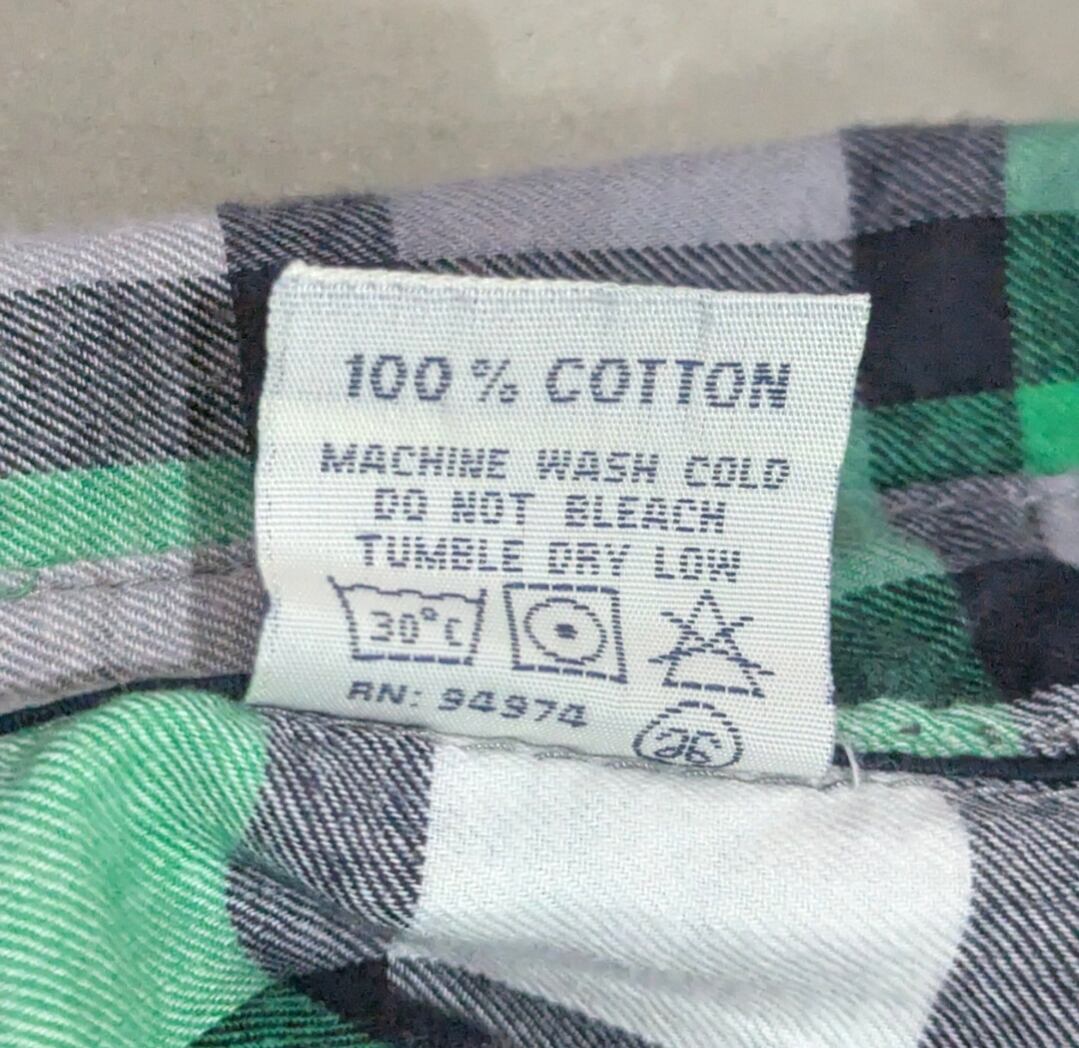 100 % COTTON
MACHINE WASH COLD
DO NOT BLEACH
TUMBLE DRY LOW
30°C
RN: 94974
26